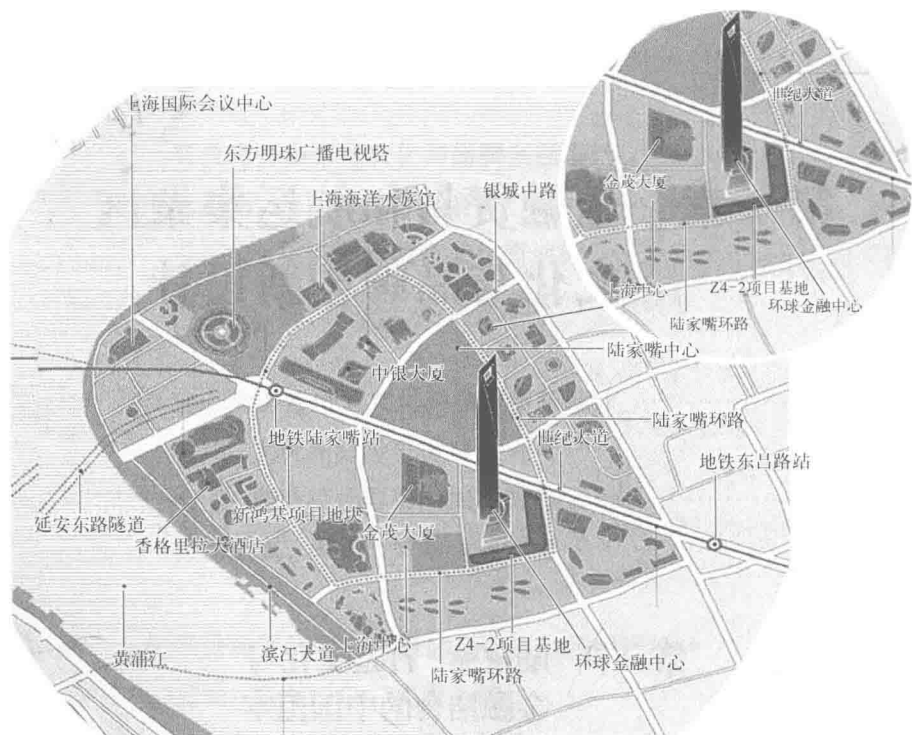 上海国际会议中心
东方明珠广播电视塔
上海海洋水族馆
银城中路
世纪大道
金茂大厦
上海中心
Z4-2项目基地
环球金融中心
陆家嘴环路
陆家嘴中心
中银大厦
陆家嘴环路
地铁陆家嘴站
世纪大道
地铁东昌路站
延安东路隧道
新鸿基项目地块
金茂大厦
香格里拉大酒店
黄浦江
滨江大道
上海中心
Z4-2项目基地
环球金融中心
陆家嘴环路